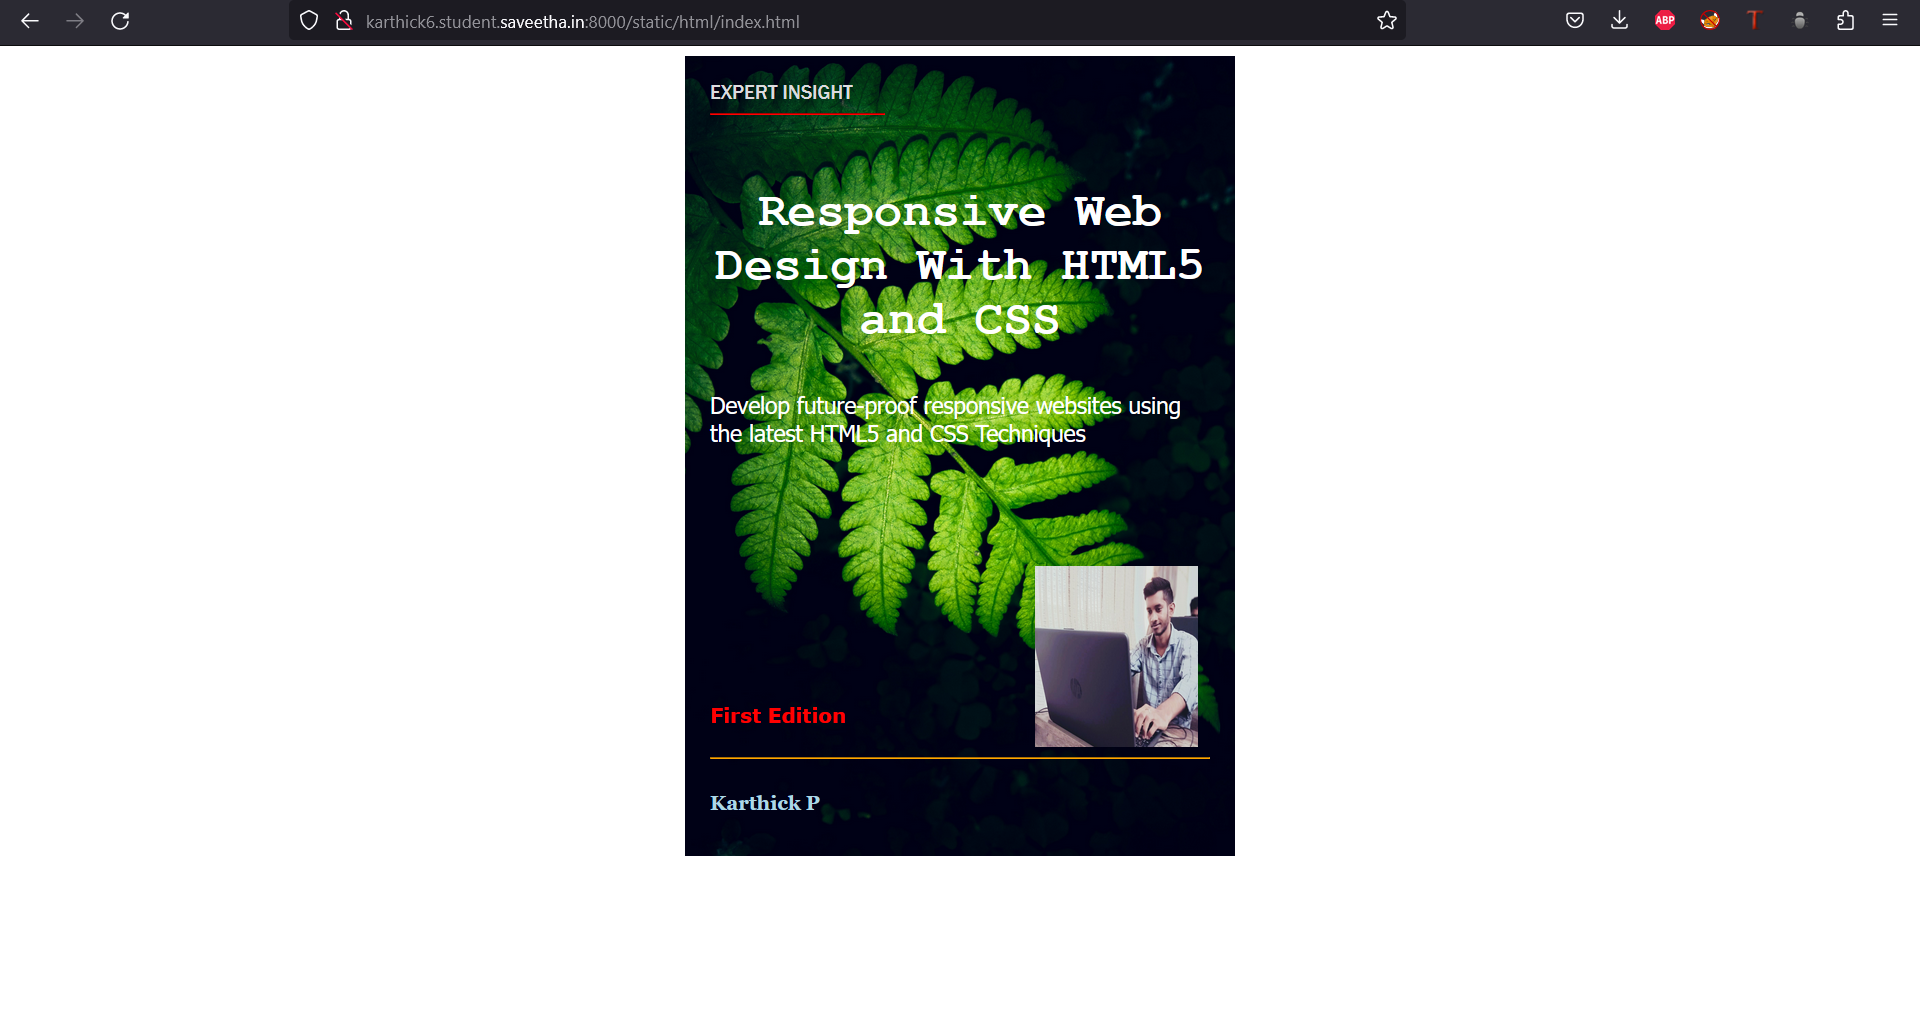 karthick6.student.saveetha.in:8000/static/html/index.html
ABP
EXPERT INSIGHT
Responsive Web
Design With HTML5
and CSS
Develop future-proof responsive websites using
the latest HTML5 and CSS Techniques
First Edition
Karthick P